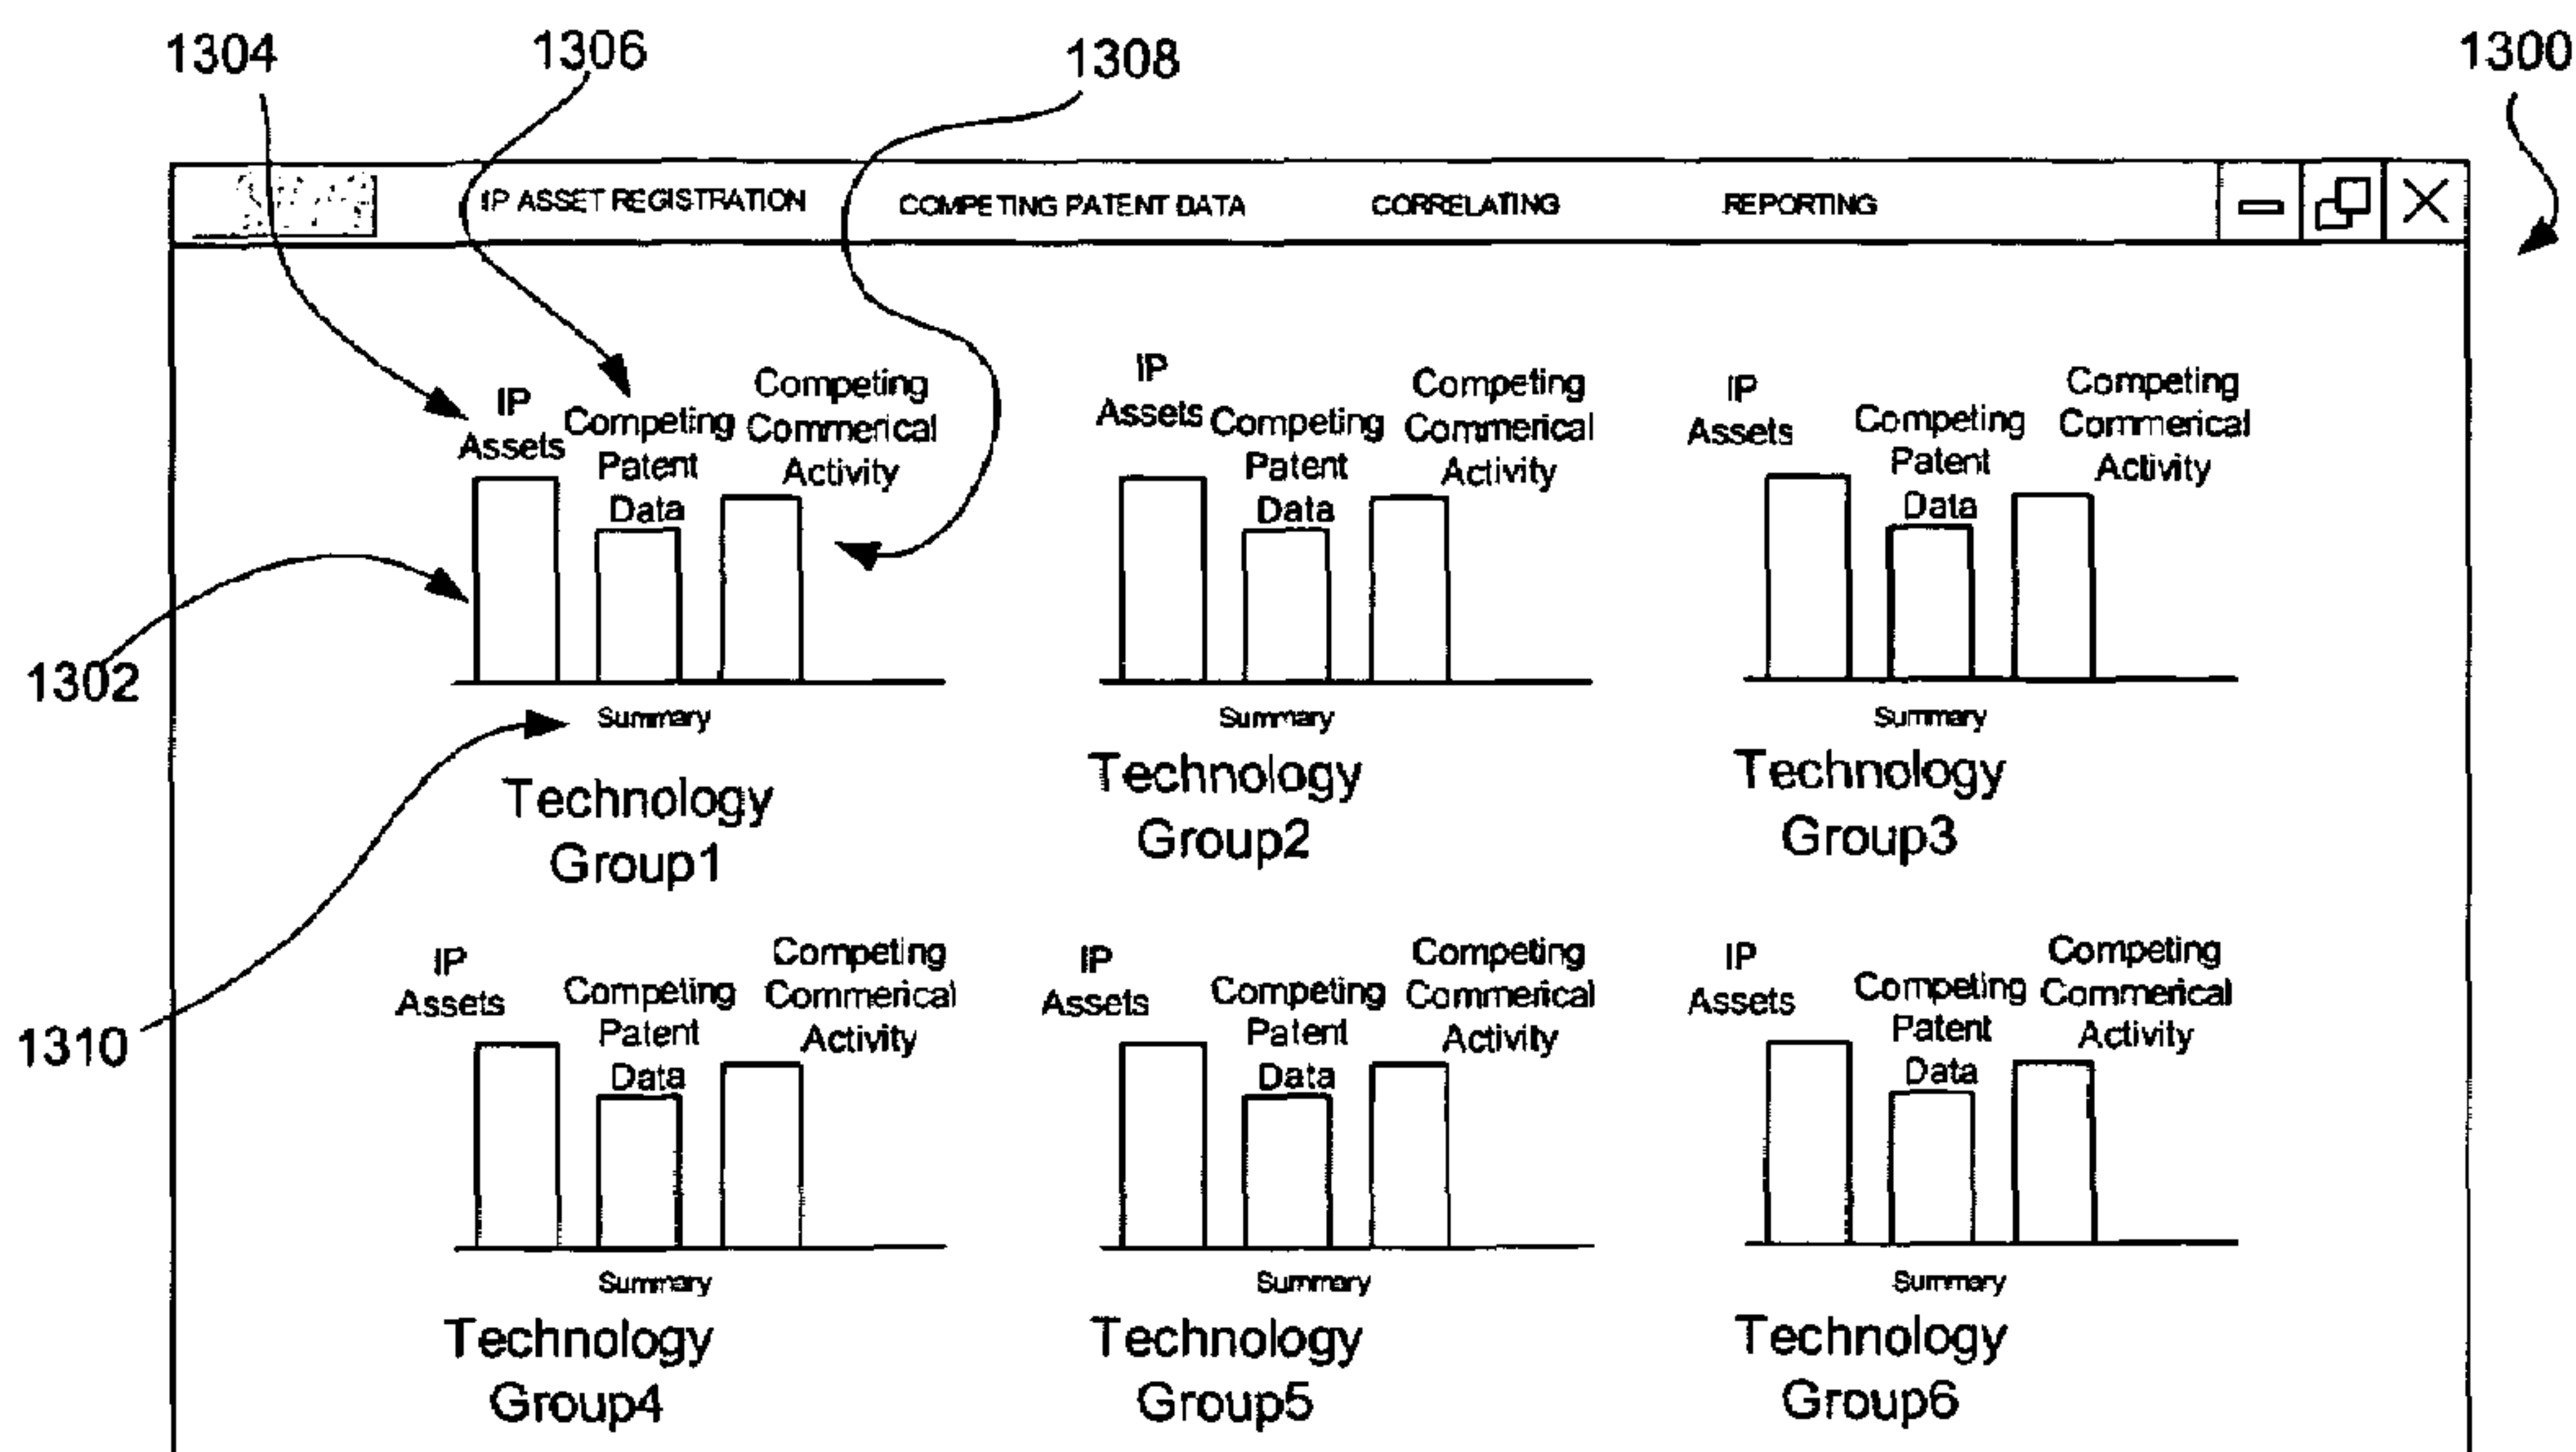 1304
1306
1308
1300
IP ASSET REGISTRATION
COMPETING PATENT DATA
CORRELATING
REPORTING
IP
Assets
Competing
Patent
Data
Competing
Commerical
Activity
IP
Assets
Competing
Patent
Data
Competing
Commerical
Activity
IP
Assets
Competing
Patent
Data
Competing
Commerical
Activity
1302
Summary
Technology
Group1
Summary
Technology
Group2
Summary
Technology
Group3
1310
IP
Assets
Competing
Patent
Data
Competing
Commerical
Activity
IP
Assets
Competing
Patent
Data
Competing
Commerical
Activity
IP
Assets
Competing
Patent
Data
Competing
Commerical
Activity
Summary
Technology
Group4
Summary
Technology
Group5
Summary
Technology
Group6